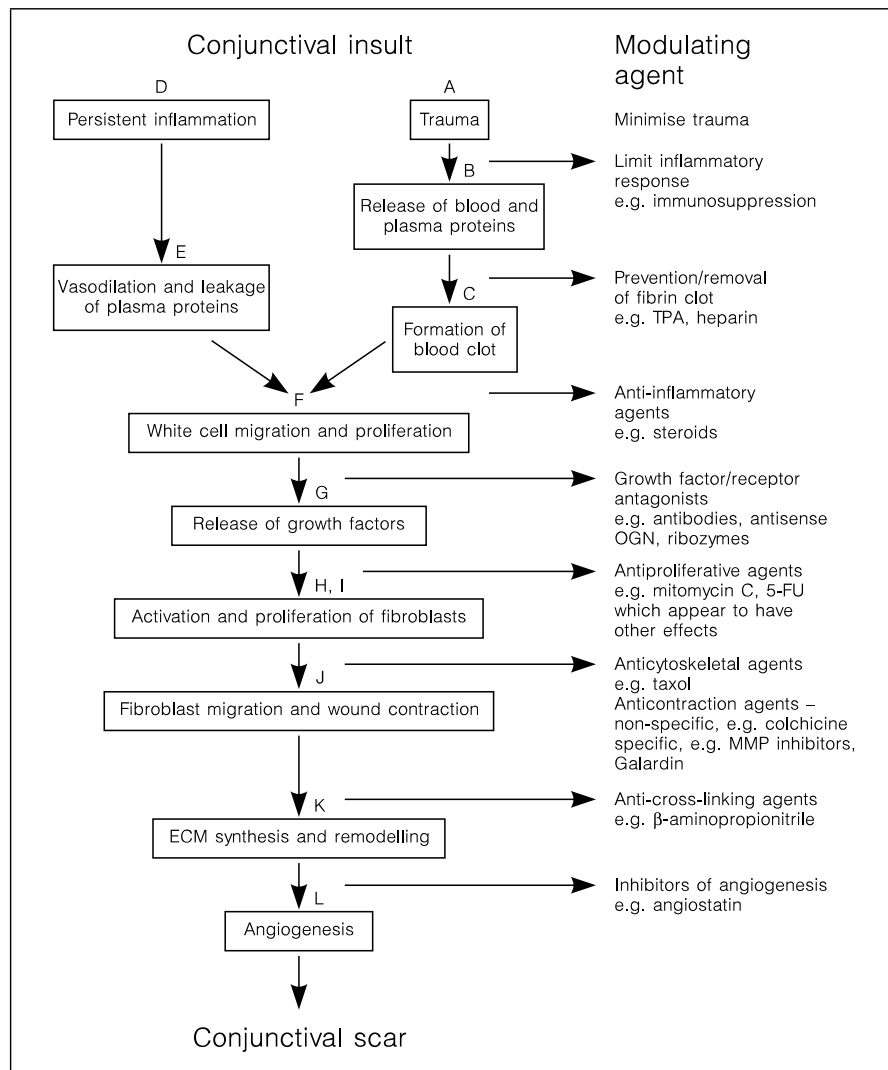 Conjunctival insult
Modulating
agent
D
Persistent inflammation
A
Trauma
Minimise trauma
B
Limit inflammatory
response
e.g. immunosuppression
Release of blood and
plasma proteins
E
Vasodilation and leakage
of plasma proteins
C
Prevention/removal
of fibrin clot
e.g. TPA, heparin
Formation of
blood clot
F
Anti-inflammatory
agents
e.g. steroids
White cell migration and proliferation
G
Growth factor/receptor
antagonists
e.g. antibodies, antisense
OGN, ribozymes
Release of growth factors
H, I
Antiproliferative agents
e.g. mitomycin C, 5-FU
which appear to have
other effects
Activation and proliferation of fibroblasts
J
Anticytoskeletal agents
e.g. taxol
Anticontraction agents –
non-specific, e.g. colchicine
specific, e.g. MMP inhibitors,
Galardin
Fibroblast migration and wound contraction
K
Anti-cross-linking agents
e.g. β-aminopropionitrile
ECM synthesis and remodelling
L
Inhibitors of angiogenesis
e.g. angiostatin
Angiogenesis
Conjunctival scar